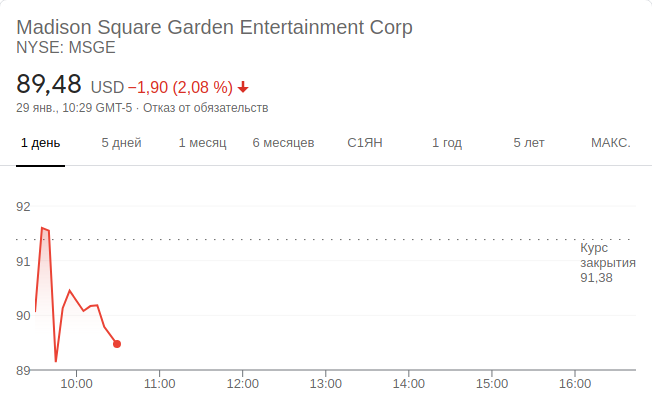 Madison Square Garden Entertainment Corp
NYSE: MSGE
89,48 USD −1,90 (2,08 %)
29 янв., 10:29 GMT-5 · Отказ от обязательств
1 день 5 дней 1 месяц 6 месяцев С1ЯН 1 год 5 лет МАКС.
92
91
90
89
Курс
закрытия
91,38
10:00 11:00 12:00 13:00 14:00 15:00 16:00